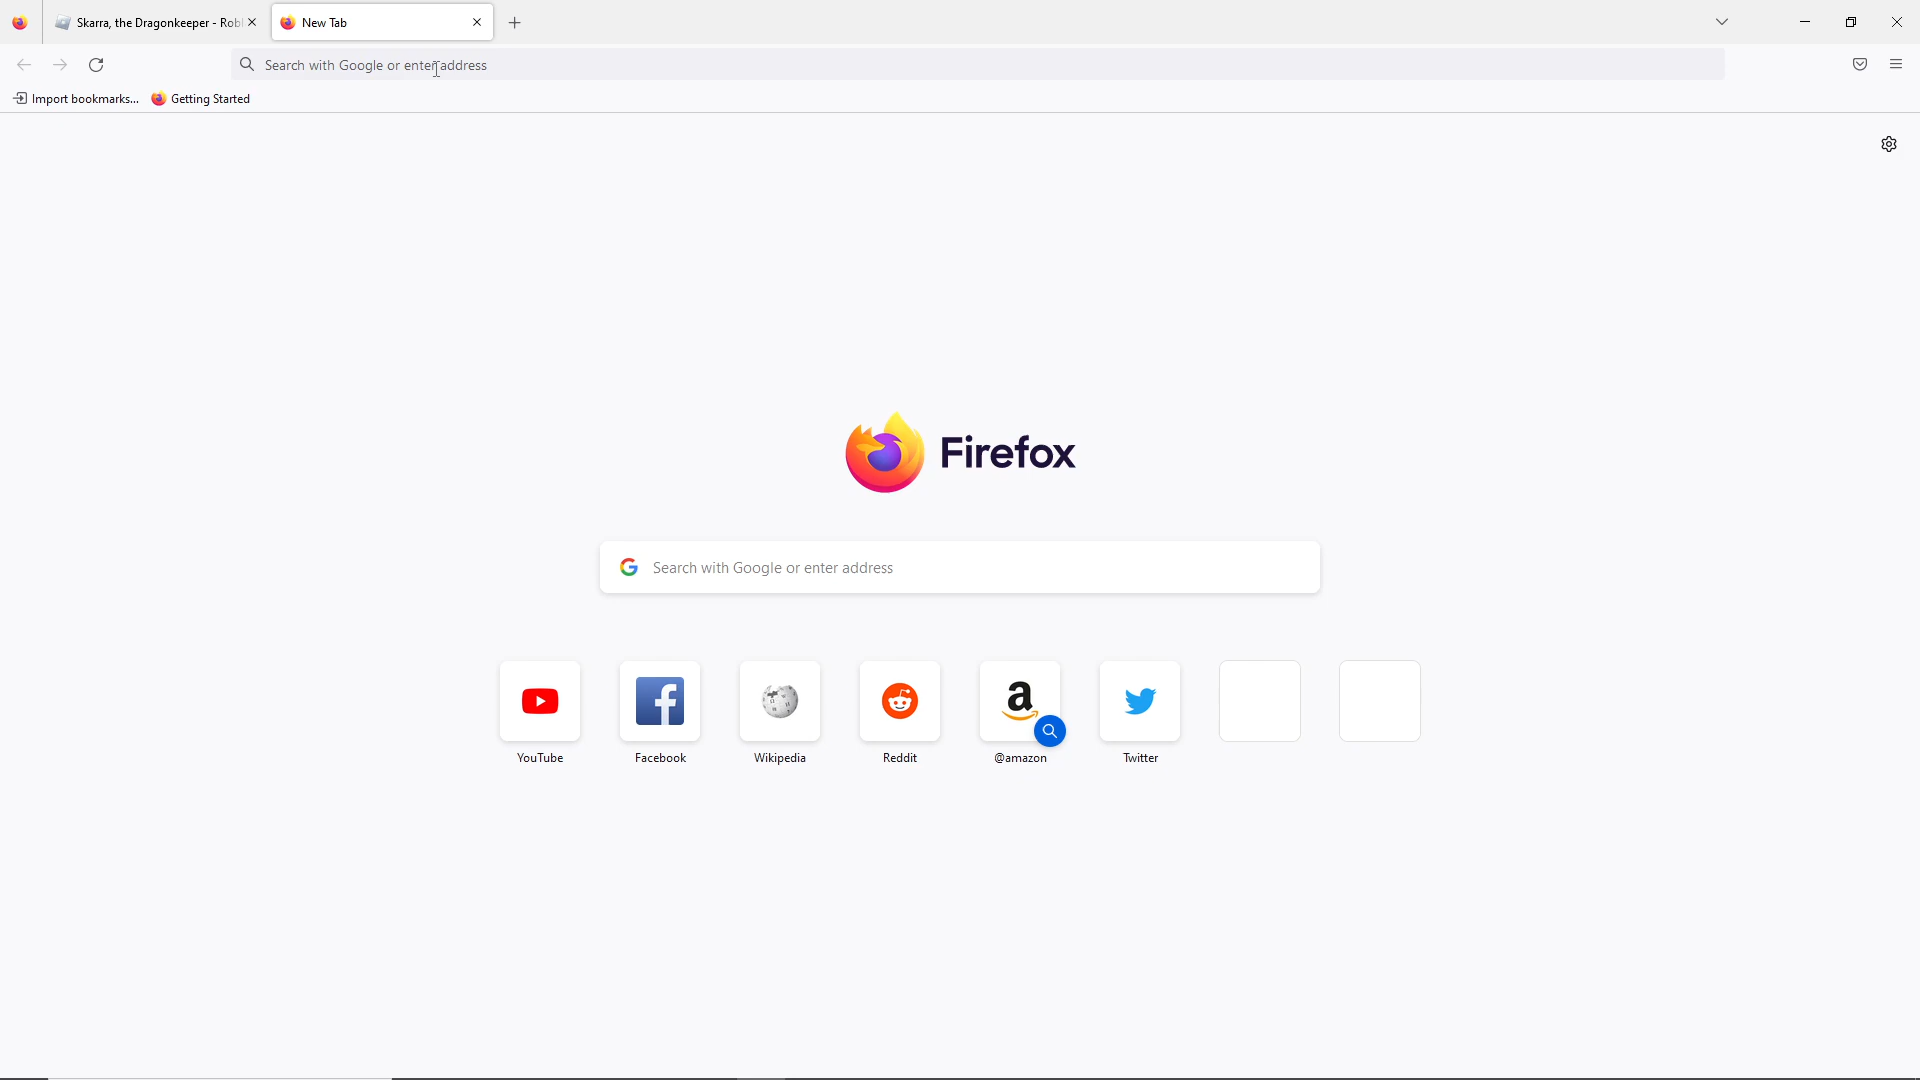 Skarra, the Dragonkeeper - Rob
New Tab
Search with Google or enter address
Import bookmarks...
Getting Started
Firefox
Search with Google or enter address
YouTube
Facebook
Wikipedia
Reddit
@amazon
Twitter